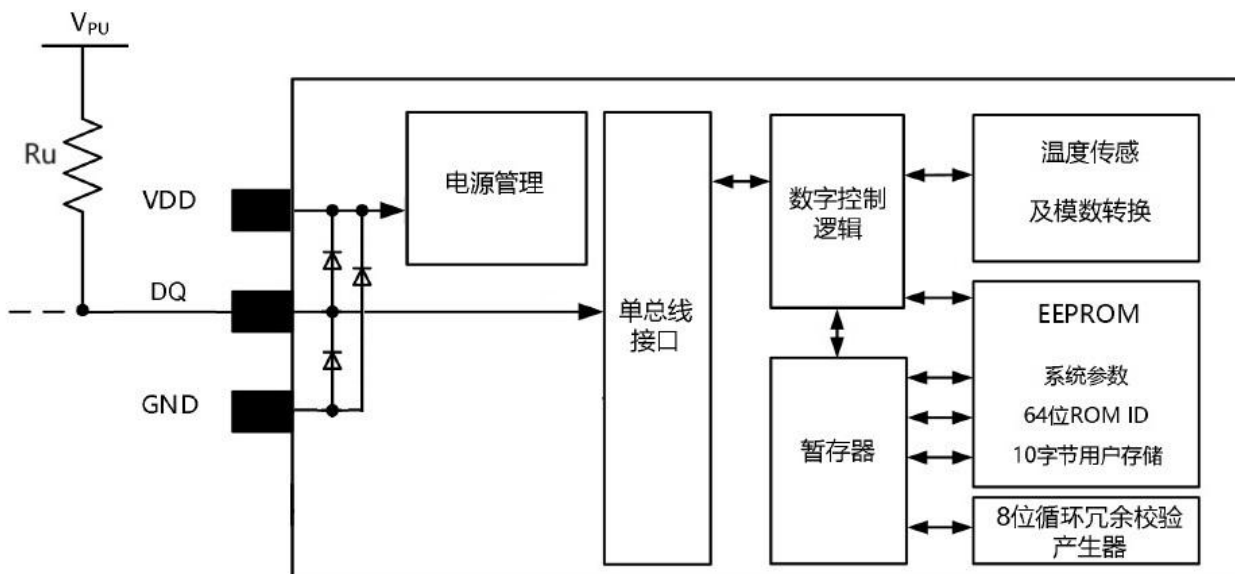 VPU
Ru
VDD
DQ
GND
电源管理
单总线
接口
数字控制
逻辑
暂存器
温度传感
及模数转换
EEPROM
系统参数
64位ROM ID
10字节用户存储
8位循环冗余校验
产生器